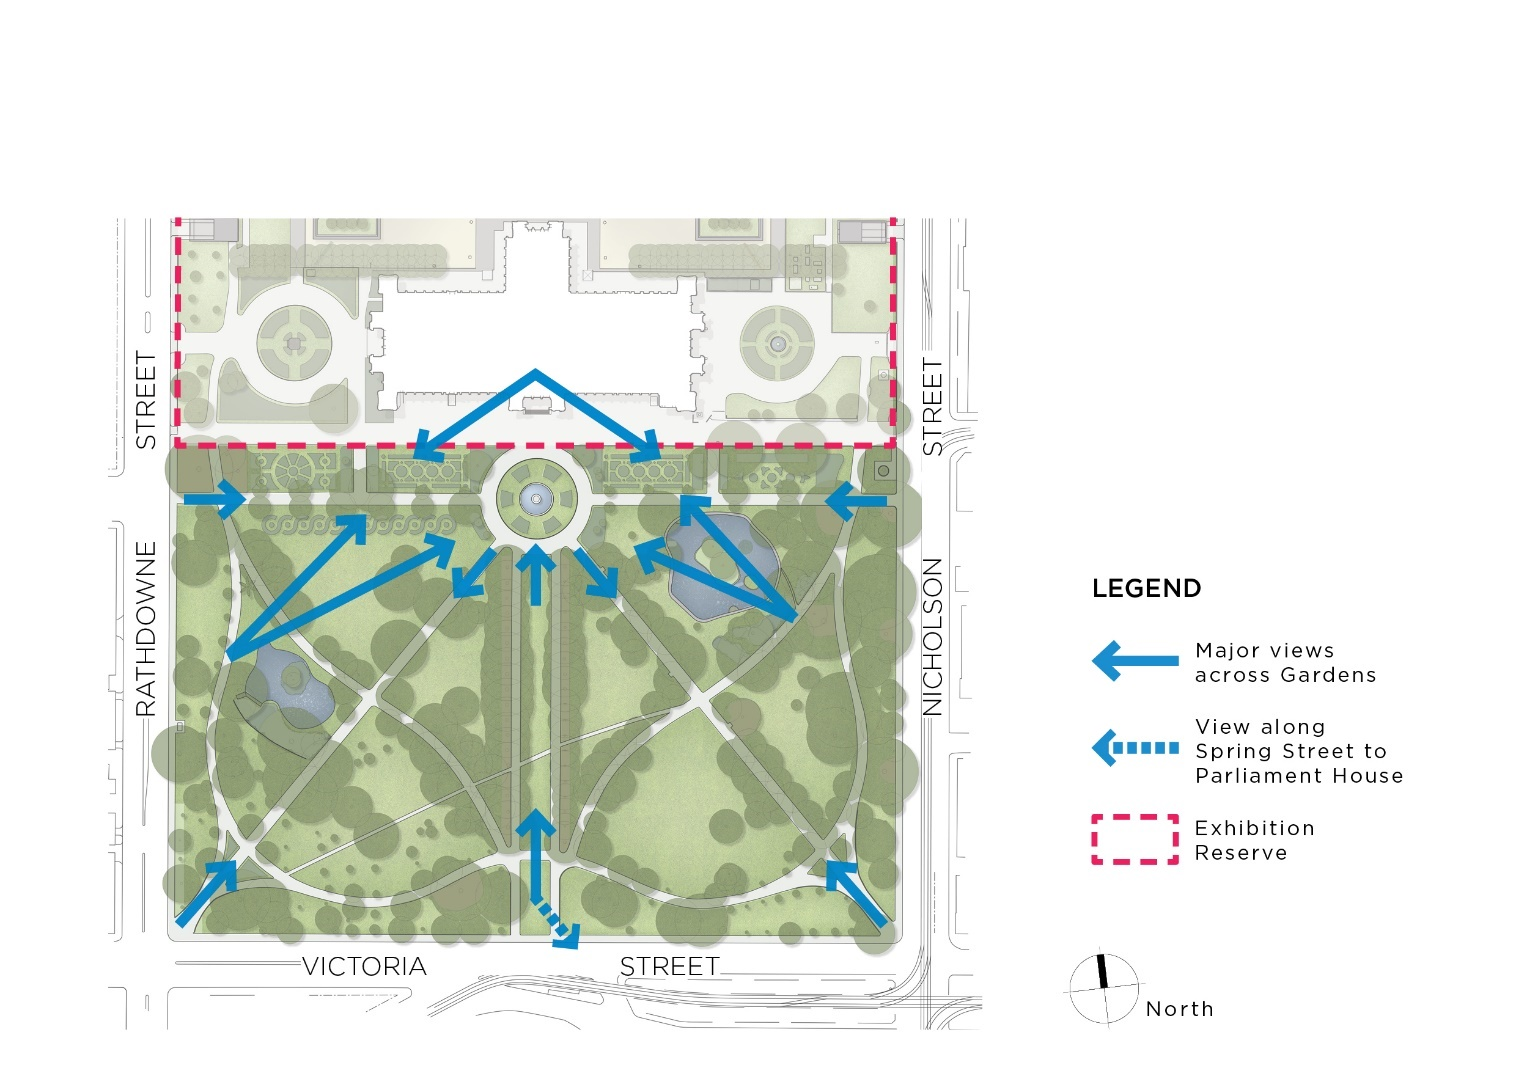 STREET
STREET
RATHDOWNE
NICHOLSON
VICTORIA
STREET
LEGEND
Major views
across Gardens
View along
Spring Street to
Parliament House
Exhibition
Reserve
North